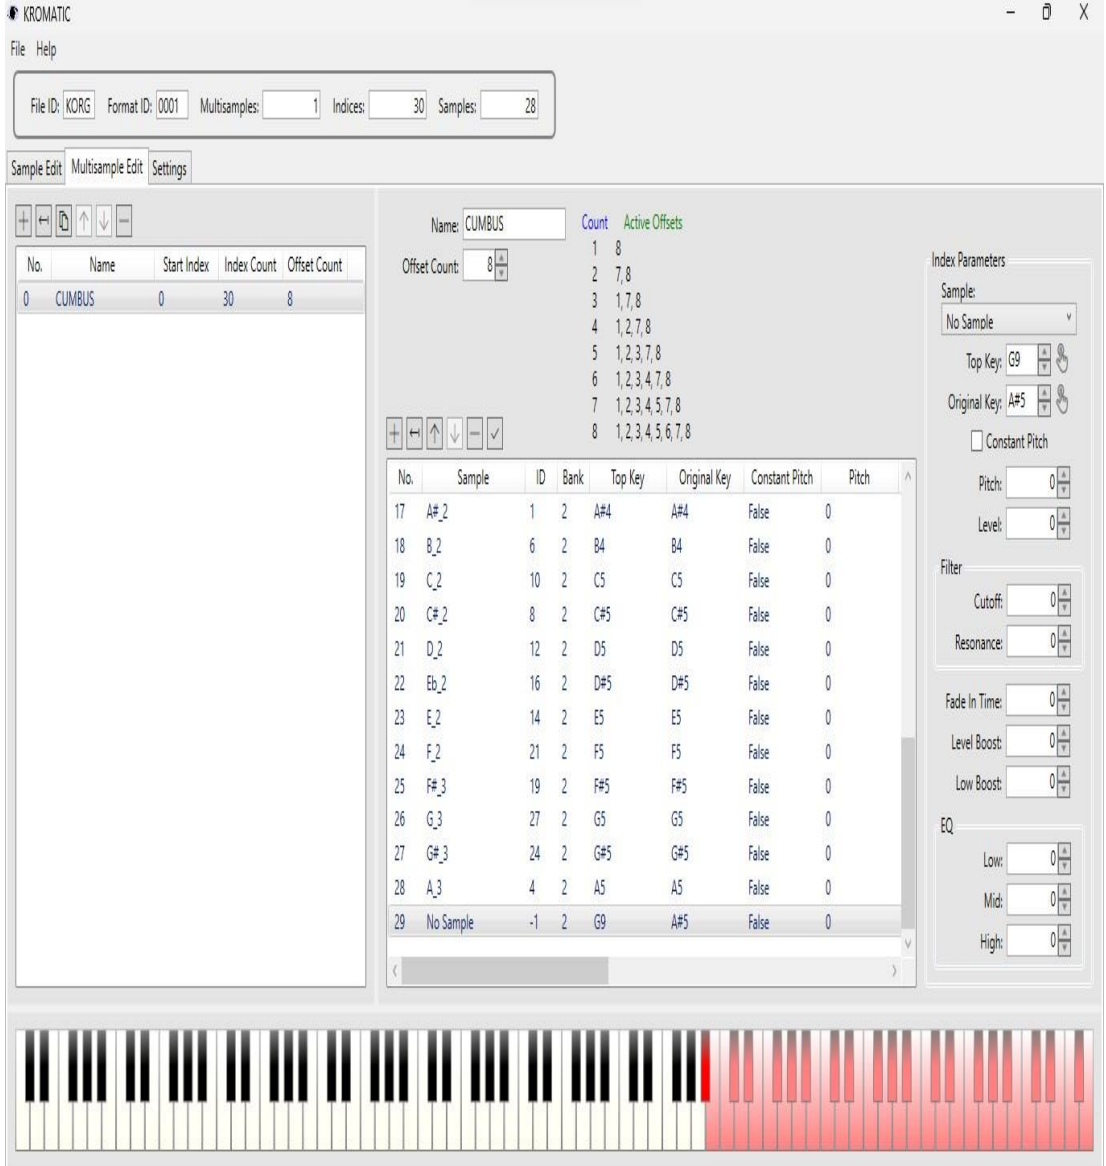 KROMATIC
File Help
File ID: KORG Format ID: 0001 Multisamples: 1 Indices: 30 Samples: 28
Sample Edit Multisample Edit Settings
No. Name Start Index Index Count Offset Count
0 CUMBUS 0 30 8
Name: CUMBUS
Offset Count: 8
Count Active Offsets
1 8
2 7, 8
3 1, 7, 8
4 1, 2, 7, 8
5 1, 2, 3, 7, 8
6 1, 2, 3, 4, 7, 8
7 1, 2, 3, 4, 5, 7, 8
8 1, 2, 3, 4, 5, 6, 7, 8
No. Sample ID Bank Top Key Original Key Constant Pitch Pitch
17 A#_2 1 2 A#4 A#4 False 0
18 B_2 6 2 B4 B4 False 0
19 C_2 10 2 C5 C5 False 0
20 C#_2 8 2 C#5 C#5 False 0
21 D_2 12 2 D5 D5 False 0
22 Eb_2 16 2 D#5 D#5 False 0
23 E_2 14 2 E5 E5 False 0
24 F_2 21 2 F5 F5 False 0
25 F#_3 19 2 F#5 F#5 False 0
26 G_3 27 2 G5 G5 False 0
27 G#_3 24 2 G#5 G#5 False 0
28 A_3 4 2 A5 A5 False 0
29 No Sample -1 2 G9 A#5 False 0
Index Parameters
Sample:
No Sample
Top Key: G9
Original Key: A#5
Constant Pitch
Pitch: 0
Level: 0
Filter
Cutoff: 0
Resonance: 0
Fade In Time: 0
Level Boost: 0
Low Boost: 0
EQ
Low: 0
Mid: 0
High: 0